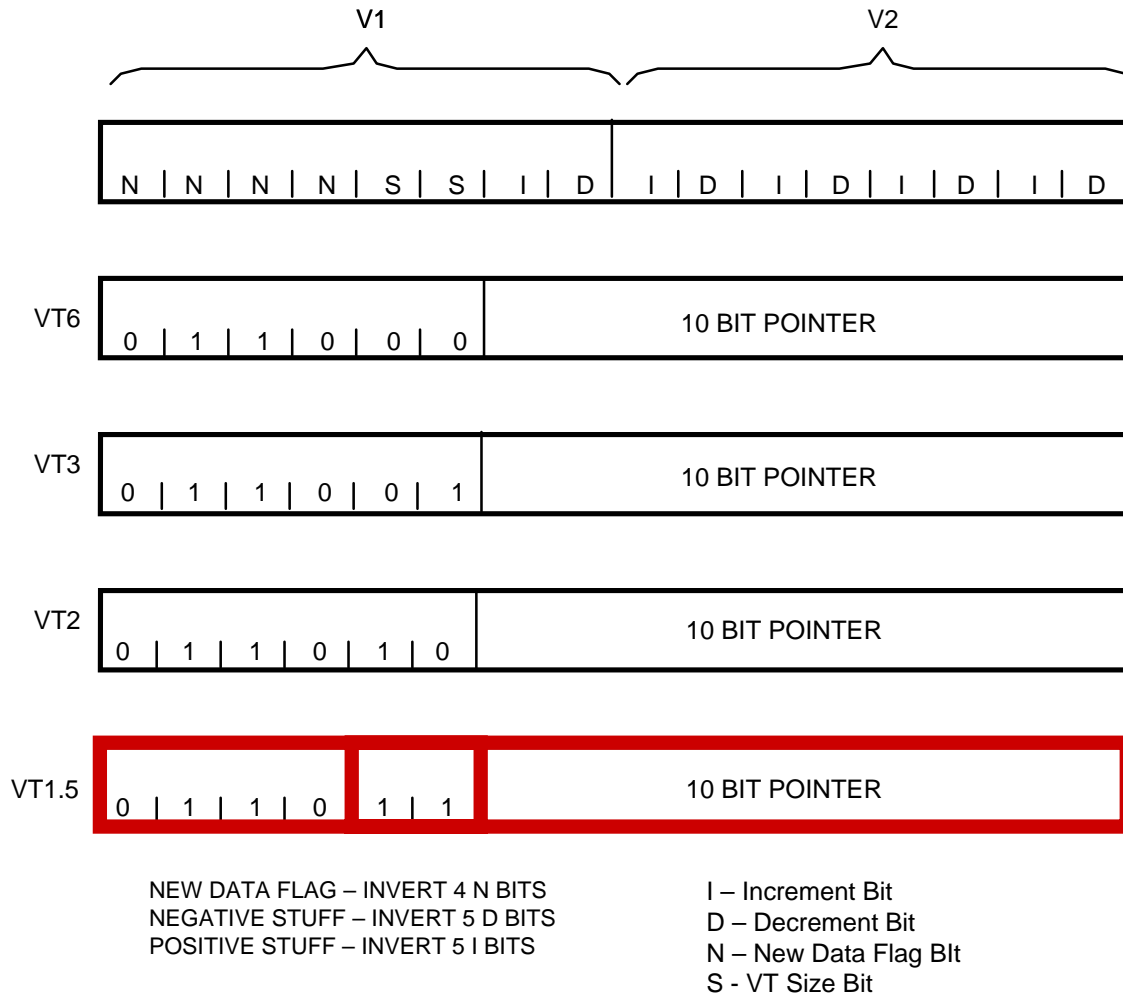 V1 V2
N | N | N | N | S | S | I | D | I | D | I | D | I | D | I | D
VT6 0 | 1 | 1 | 0 | 0 | 0 10 BIT POINTER
VT3 0 | 1 | 1 | 0 | 0 | 1 10 BIT POINTER
VT2 0 | 1 | 1 | 0 | 1 | 0 10 BIT POINTER
VT1.5 0 | 1 | 1 | 0 1 | 1 10 BIT POINTER
NEW DATA FLAG – INVERT 4 N BITS
NEGATIVE STUFF – INVERT 5 D BITS
POSITIVE STUFF – INVERT 5 I BITS
I – Increment Bit
D – Decrement Bit
N – New Data Flag BIt
S - VT Size Bit